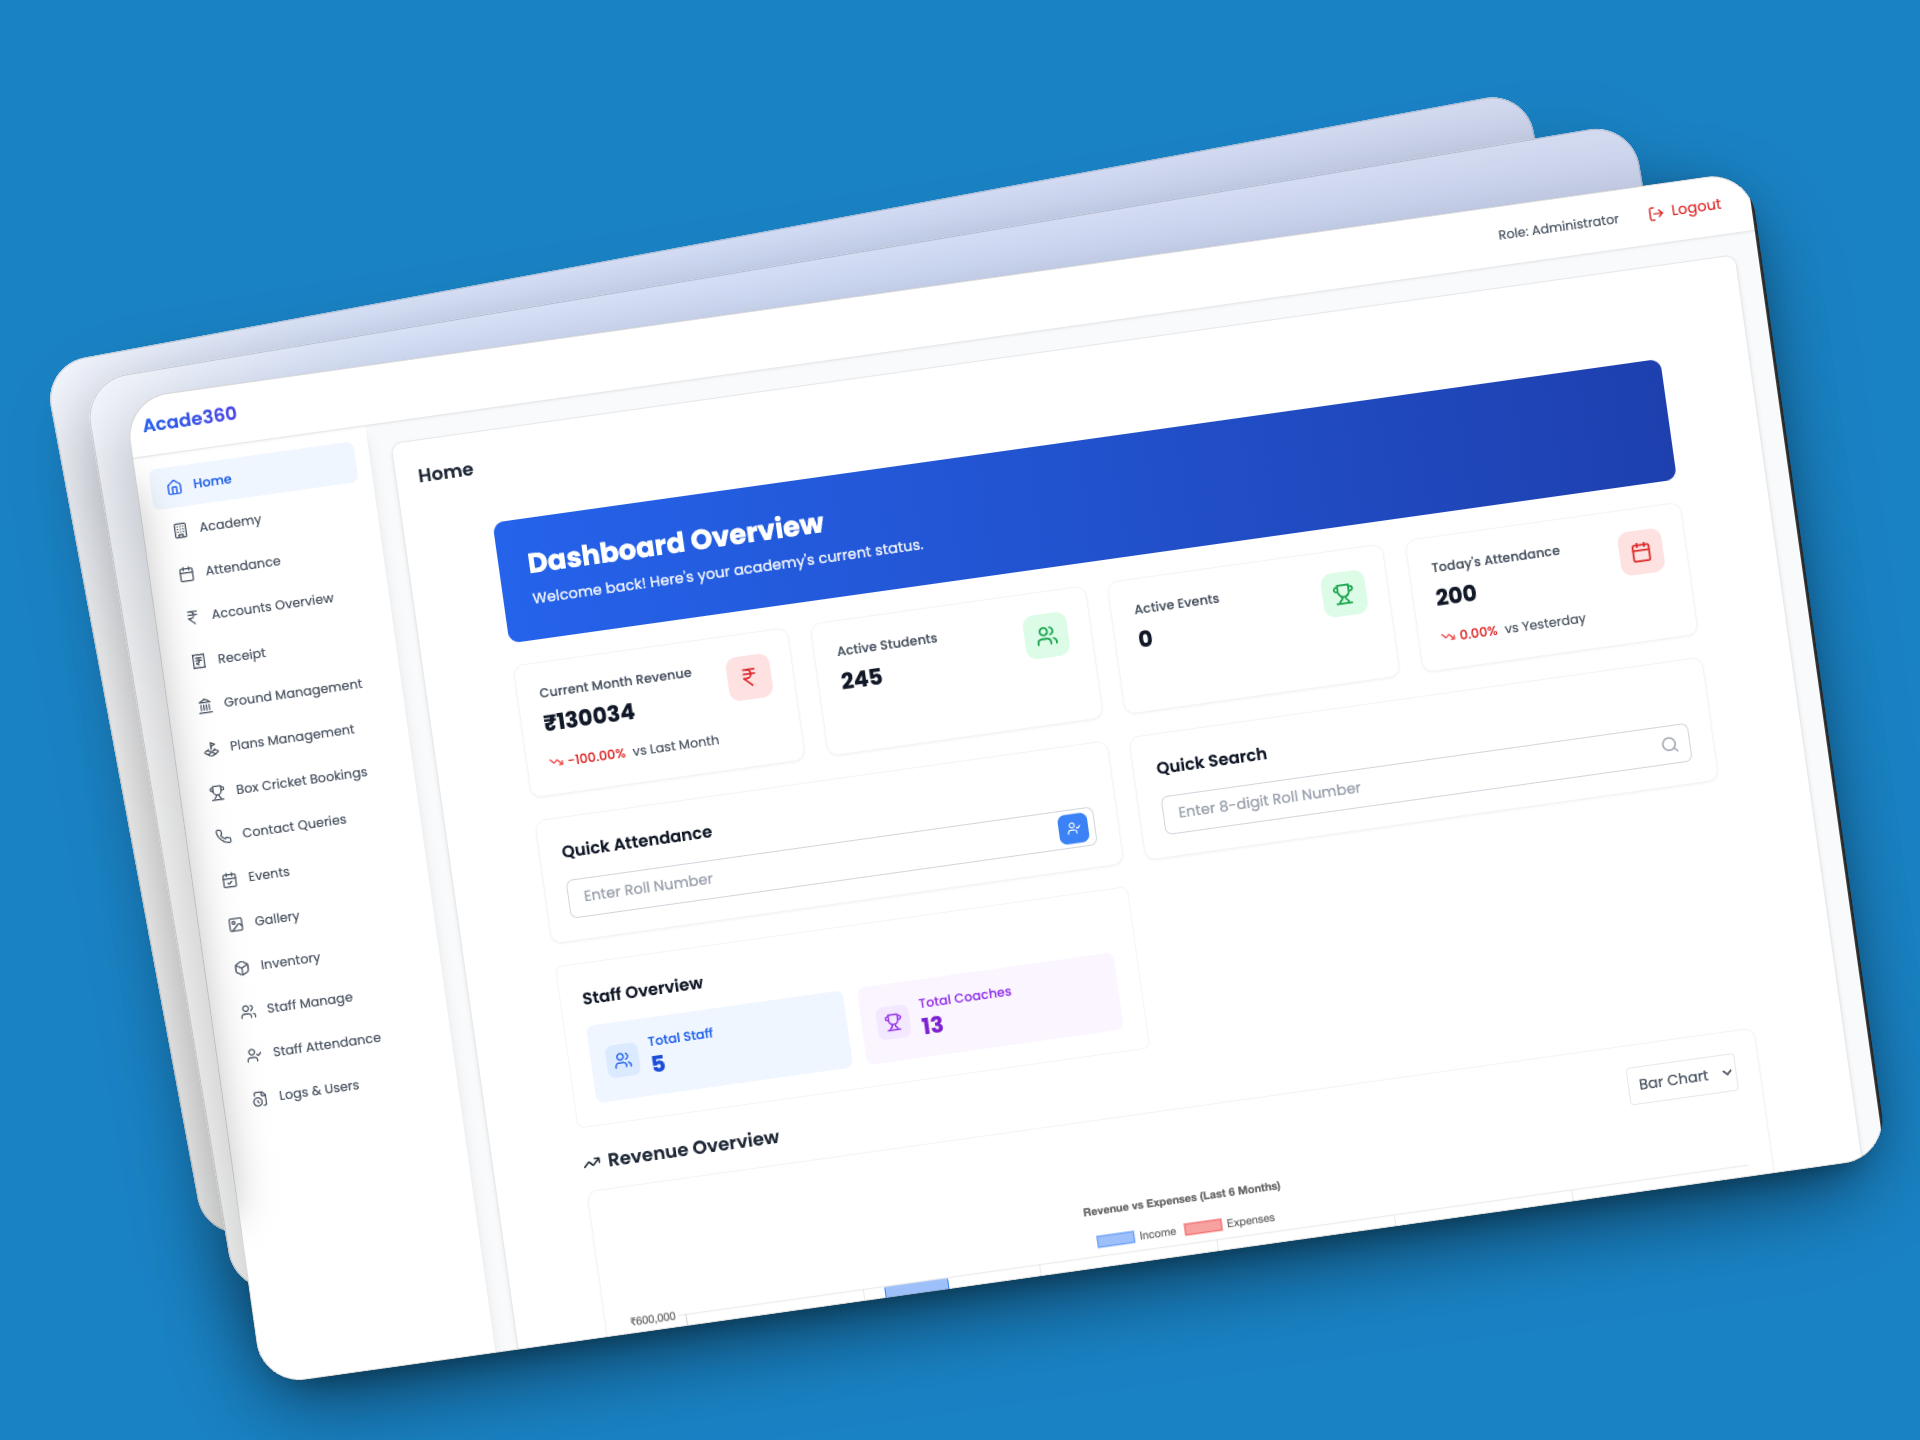 Role: Administrator
Logout
Acade360
Home
Academy
Attendance
Accounts Overview
Receipt
Ground Management
Plans Management
Box Cricket Bookings
Contact Queries
Events
Gallery
Inventory
Staff Manage
Staff Attendance
Logs & Users
Home
Dashboard Overview
Welcome back! Here's your academy's current status.
Current Month Revenue
₹130034
-100.00% vs Last Month
Active Students
245
Active Events
0
Today's Attendance
200
0.00% vs Yesterday
Quick Attendance
Enter Roll Number
Quick Search
Enter 8-digit Roll Number
Staff Overview
Total Staff
5
Total Coaches
13
Revenue Overview
Bar Chart
Revenue vs Expenses (Last 6 Months)
Income
Expenses
₹600,000